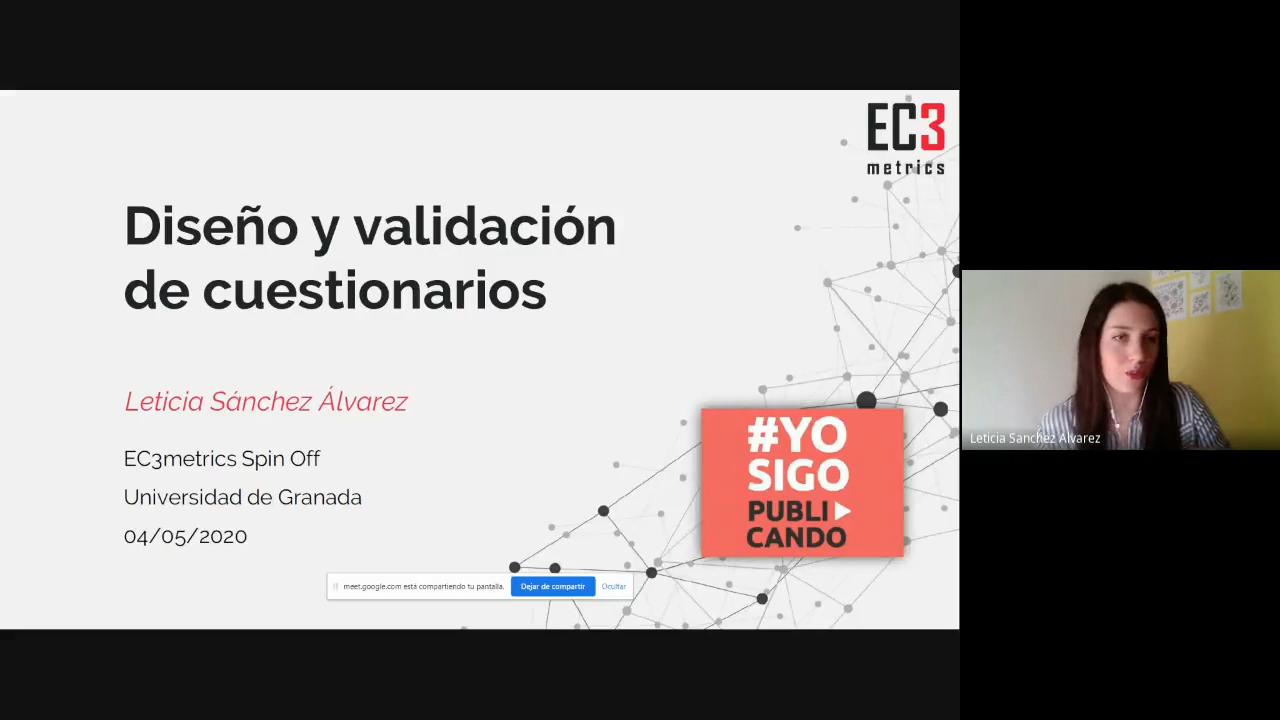 EC3
metrics
Diseño y validación
de cuestionarios
Leticia Sánchez Álvarez
EC3metrics Spin Off
Universidad de Granada
04/05/2020
#YO
SIGO
PUBLI
CANDO
meet.google.com está compartiendo tu pantalla.
Dejar de compartir
Ocultar
Leticia Sanchez Alvarez